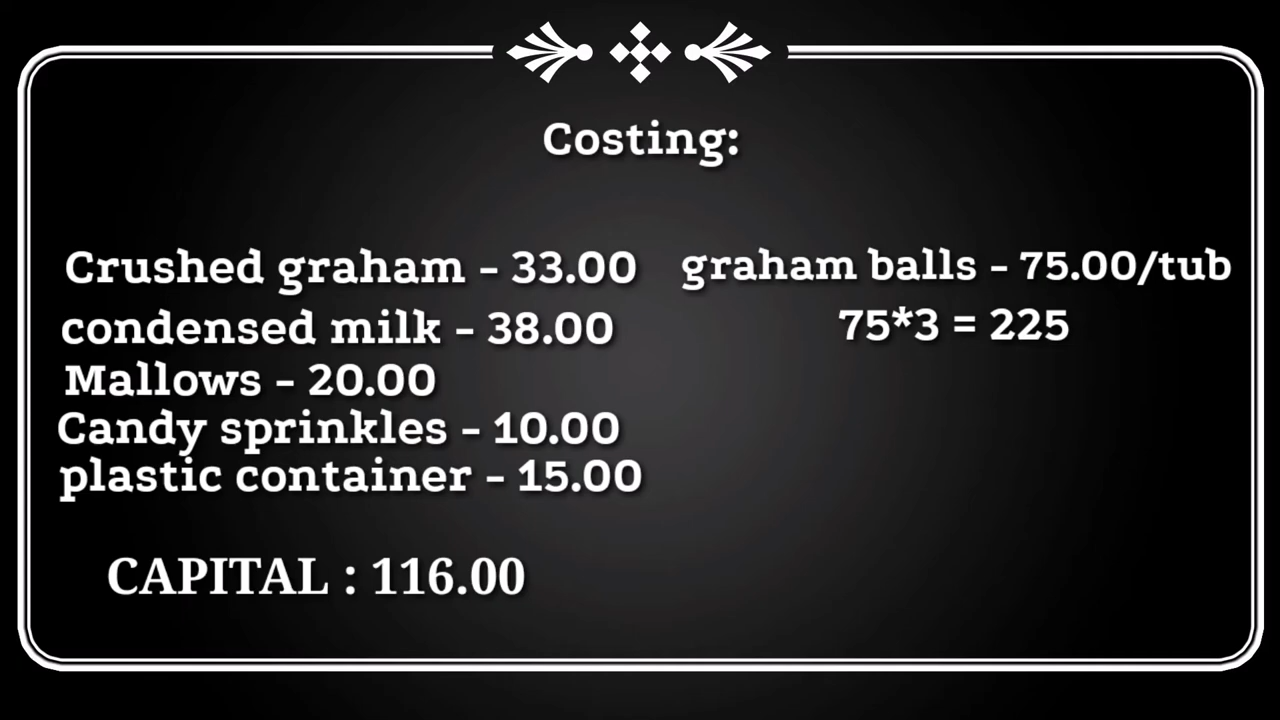 Costing:
Crushed graham - 33.00
condensed milk - 38.00
Mallows - 20.00
Candy sprinkles - 10.00
plastic container - 15.00
CAPITAL : 116.00
graham balls - 75.00/tub
75*3 = 225